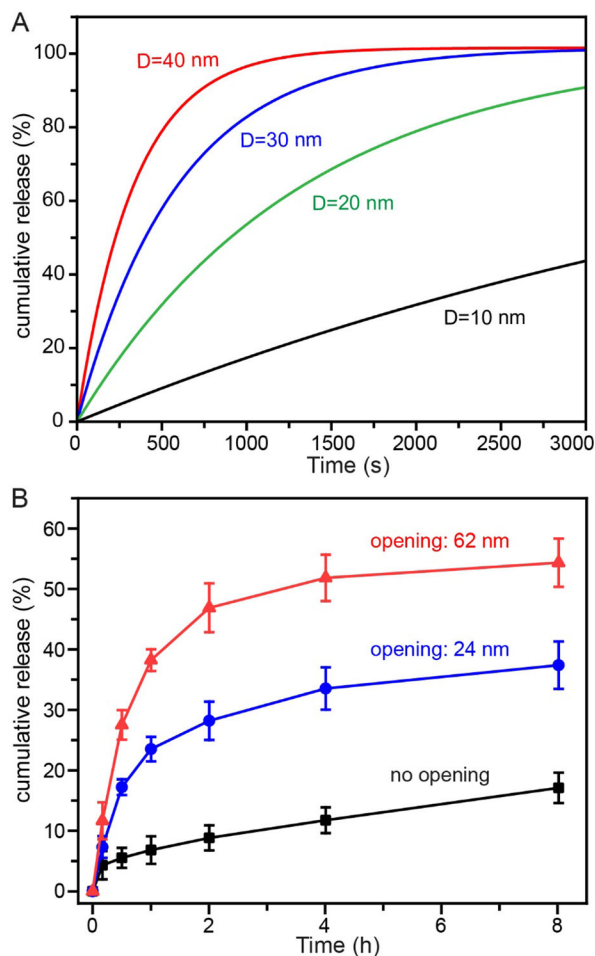 A
100
80
60
40
20
0
cumulative release (%)
D=40 nm
D=30 nm
D=20 nm
D=10 nm
0 500 1000 1500 2000 2500 3000
Time (s)
B
60
50
40
30
20
10
0
cumulative release (%)
opening: 62 nm
opening: 24 nm
no opening
0 2 4 6 8
Time (h)